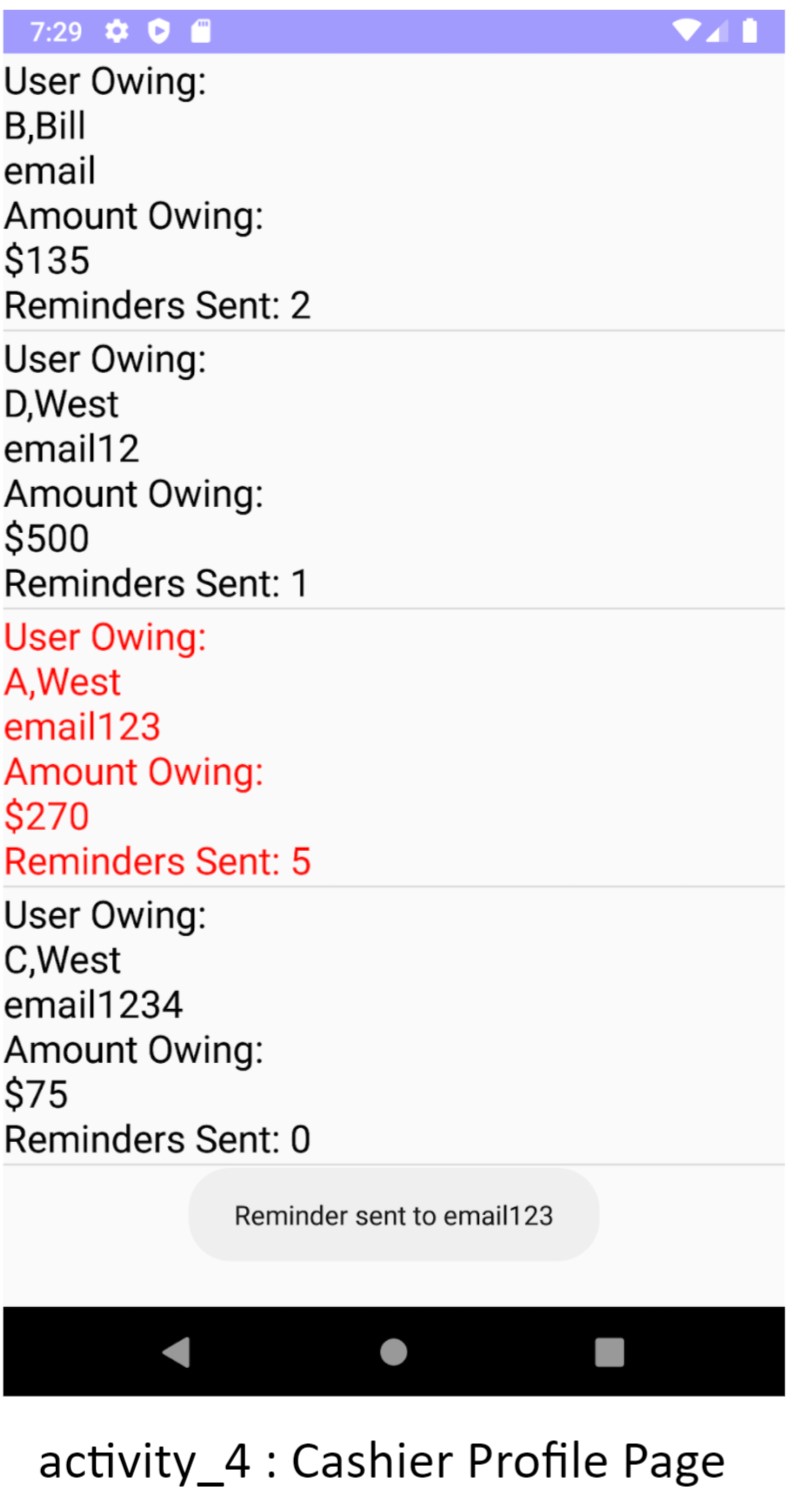 7:29
User Owing:
B,Bill
email
Amount Owing:
$135
Reminders Sent: 2
User Owing:
D,West
email12
Amount Owing:
$500
Reminders Sent: 1
User Owing:
A,West
email123
Amount Owing:
$270
Reminders Sent: 5
User Owing:
C,West
email1234
Amount Owing:
$75
Reminders Sent: 0
Reminder sent to email123
activity_4 : Cashier Profile Page